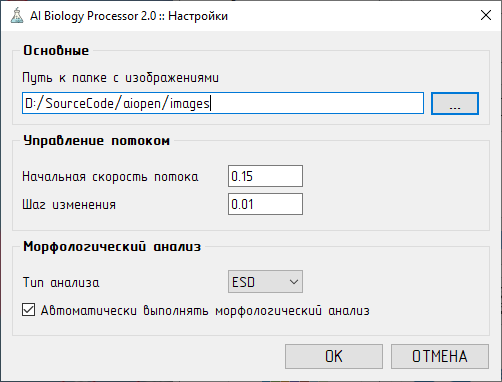 AI Biology Processor 2.0 :: Настройки
Основные
Путь к папке с изображениями
D:/SourceCode/aiopen/images
...
Управление потоком
Начальная скорость потока 0.15
Шаг изменения 0.01
Морфологический анализ
Тип анализа ESD
Автоматически выполнять морфологический анализ
OK ОТМЕНА